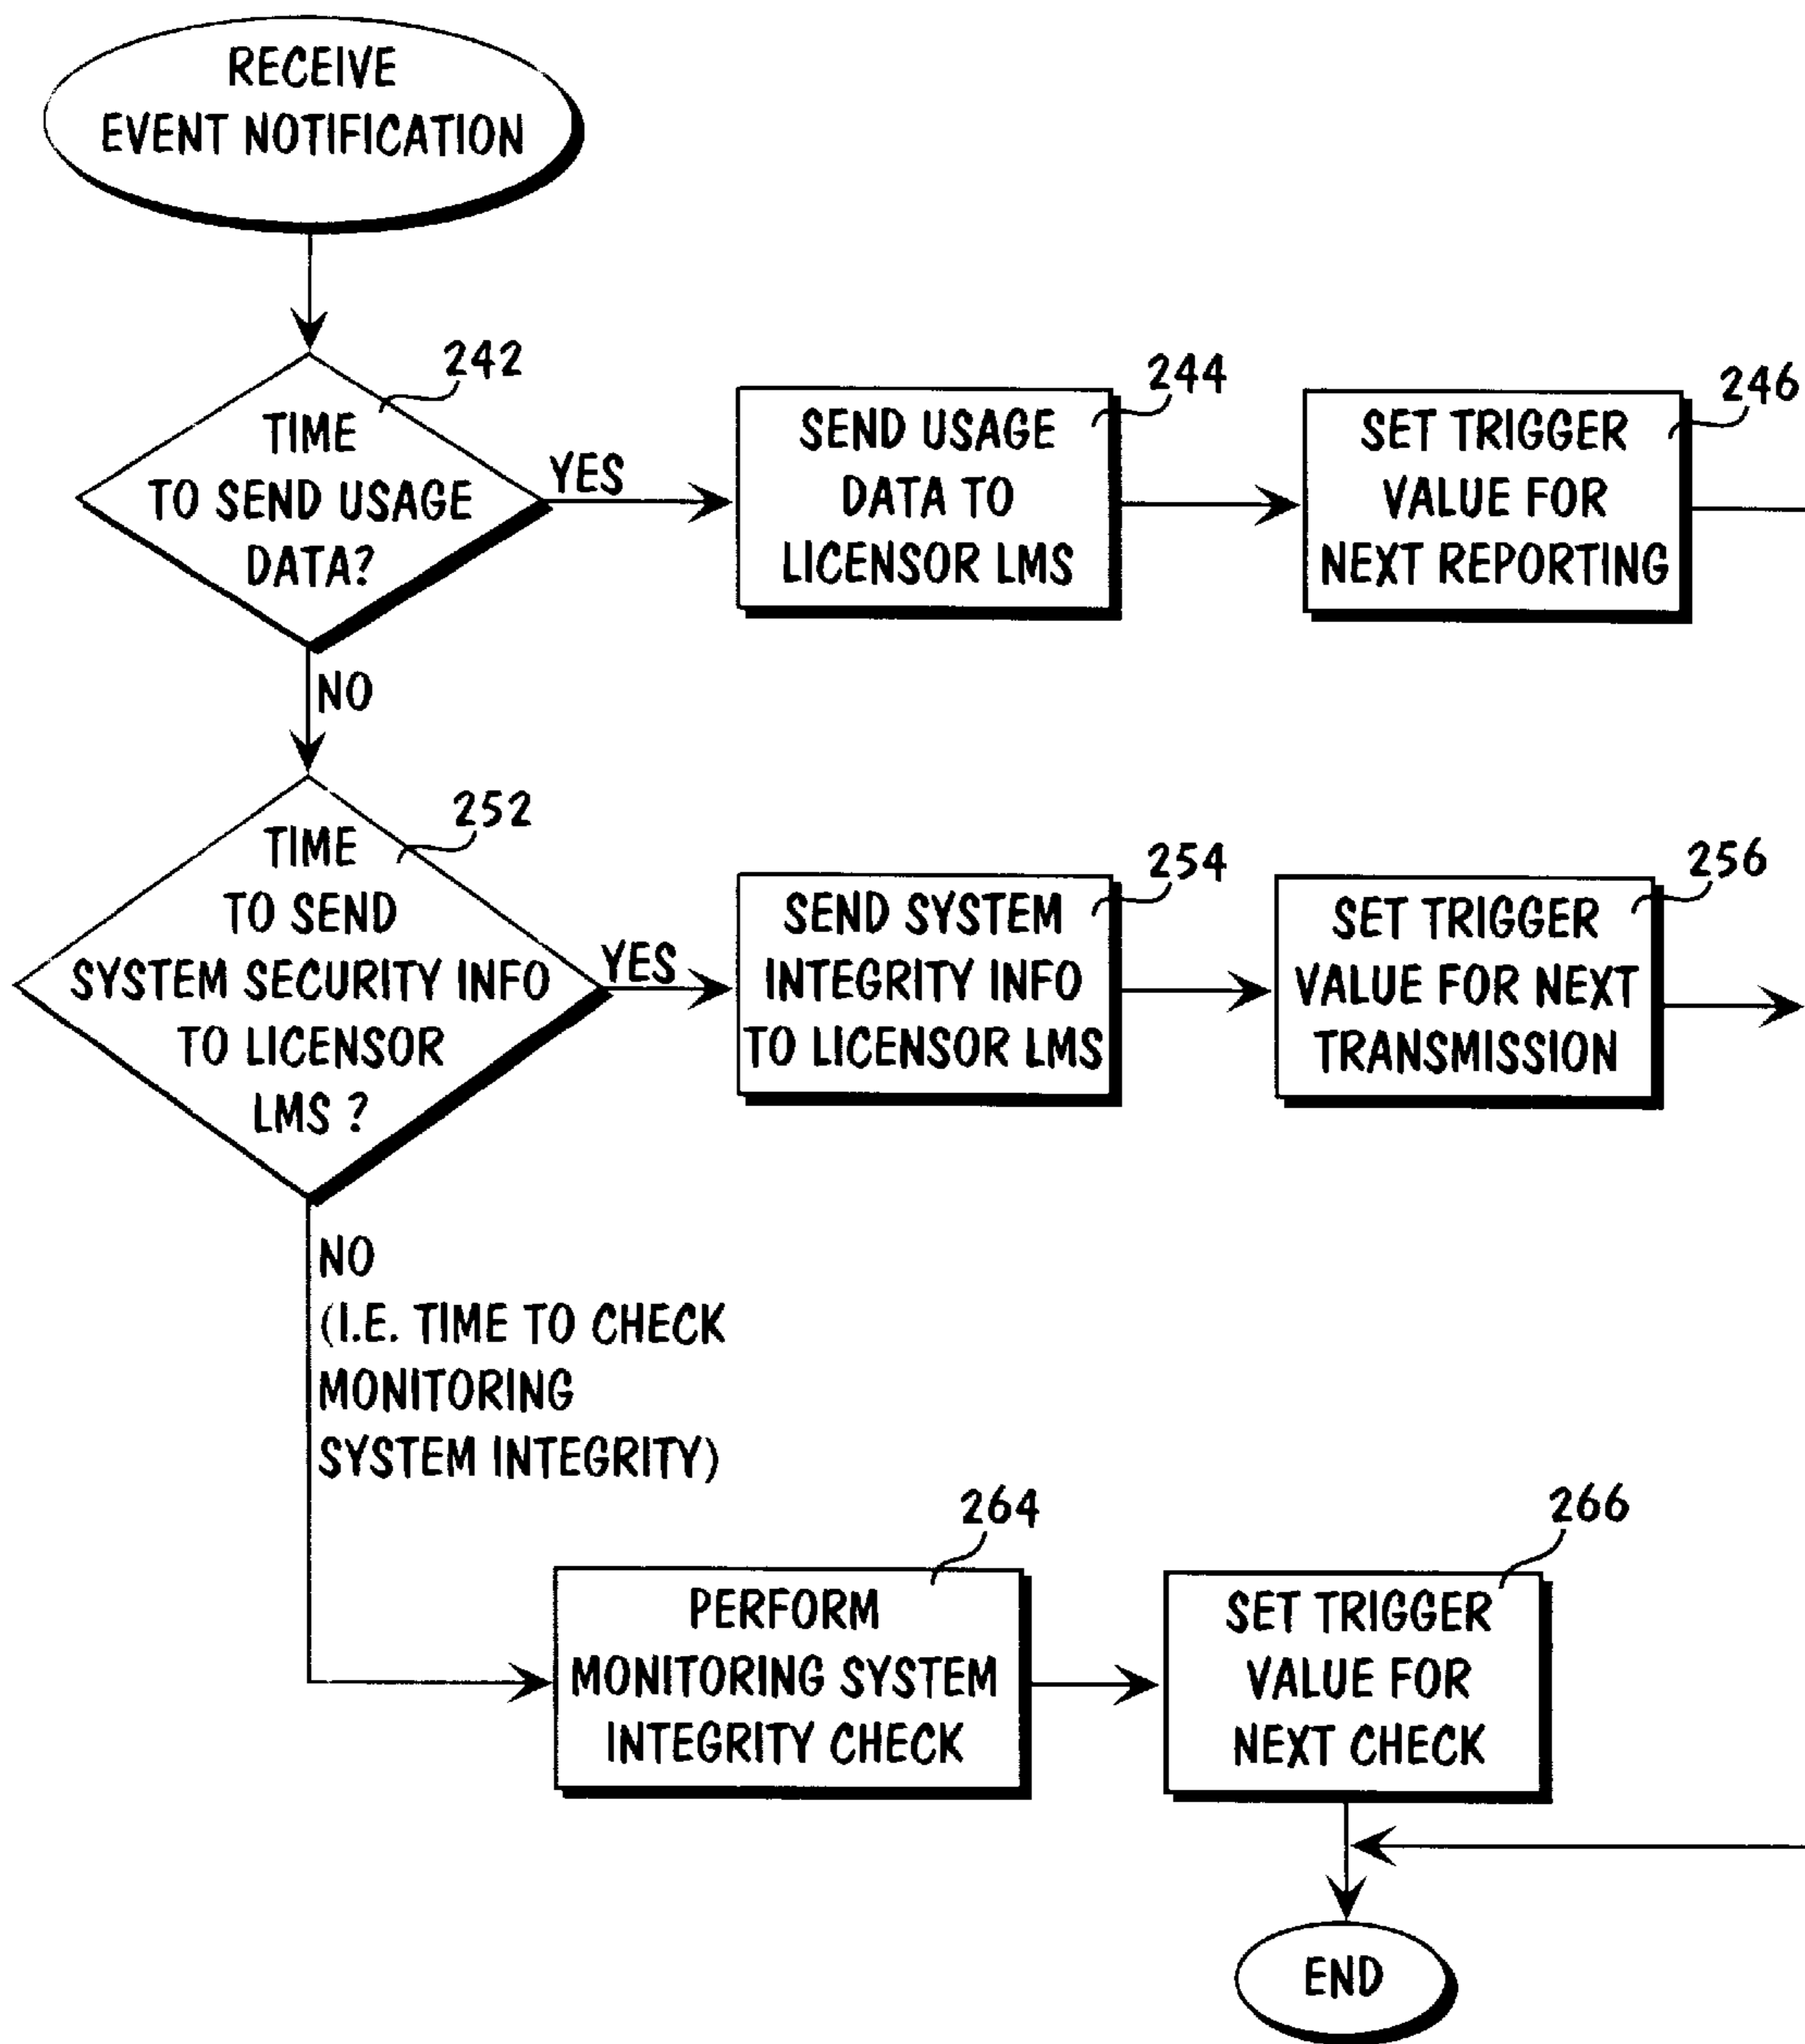 RECEIVE
EVENT NOTIFICATION
242
TIME
TO SEND USAGE
DATA?
YES
244
SEND USAGE
DATA TO
LICENSOR LMS
246
SET TRIGGER
VALUE FOR
NEXT REPORTING
NO
252
TIME
TO SEND
SYSTEM SECURITY INFO
TO LICENSOR
LMS ?
YES
254
SEND SYSTEM
INTEGRITY INFO
TO LICENSOR LMS
256
SET TRIGGER
VALUE FOR NEXT
TRANSMISSION
NO
(I.E. TIME TO CHECK
MONITORING
SYSTEM INTEGRITY)
264
PERFORM
MONITORING SYSTEM
INTEGRITY CHECK
266
SET TRIGGER
VALUE FOR
NEXT CHECK
END